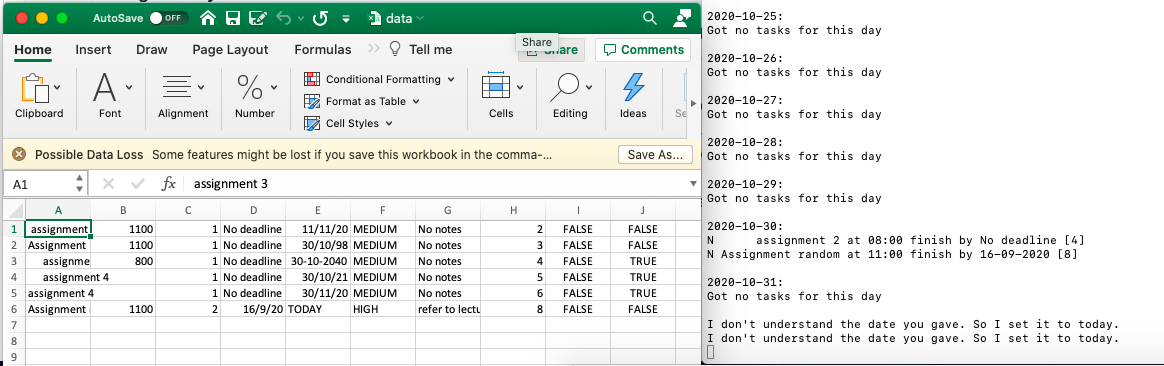 AutoSave OFF data
Home Insert Draw Page Layout Formulas Tell me Share Comments
Share
Clipboard Font Alignment Number
Conditional Formatting
Format as Table
Cell Styles
Cells Editing Ideas Se
Possible Data Loss Some features might be lost if you save this workbook in the comma-... Save As...
A1 fx assignment 3
A B C D E F G H I J
1 assignment 1100 1 No deadline 11/11/20 MEDIUM No notes 2 FALSE FALSE
2 Assignment 1100 1 No deadline 30/10/98 MEDIUM No notes 3 FALSE FALSE
3 assignme 800 1 No deadline 30-10-2040 MEDIUM No notes 4 FALSE TRUE
4 assignment 4 1 No deadline 30/10/21 MEDIUM No notes 5 FALSE TRUE
5 assignment 4 1 No deadline 30/11/20 MEDIUM No notes 6 FALSE TRUE
6 Assignment 1100 2 16/9/20 TODAY HIGH refer to lectu 8 FALSE FALSE
7
8
9
2020-10-25:
Got no tasks for this day
2020-10-26:
Got no tasks for this day
2020-10-27:
Got no tasks for this day
2020-10-28:
Got no tasks for this day
2020-10-29:
Got no tasks for this day
2020-10-30:
N assignment 2 at 08:00 finish by No deadline [4]
N Assignment random at 11:00 finish by 16-09-2020 [8]
2020-10-31:
Got no tasks for this day
I don't understand the date you gave. So I set it to today.
I don't understand the date you gave. So I set it to today.